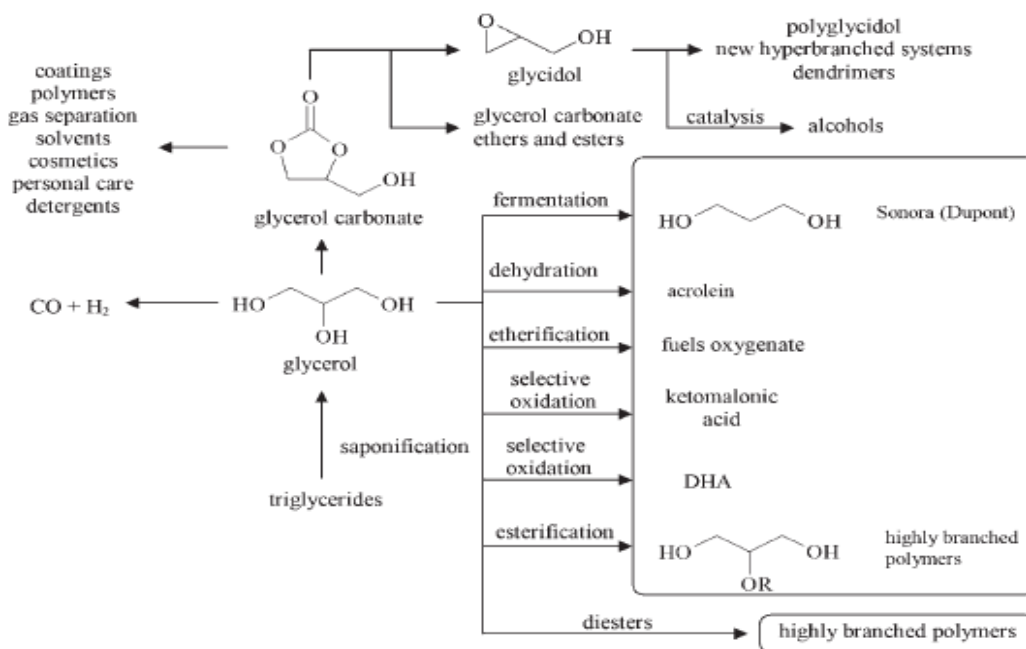 O
OH
glycidol
polyglycidol
new hyperbranched systems
dendrimers
coatings
polymers
gas separation
solvents
cosmetics
personal care
detergents
O
O
O
OH
glycerol carbonate
glycerol carbonate
ethers and esters
catalysis
alcohols
fermentation
HO
OH
Sonora (Dupont)
dehydration
acrolein
CO + H2
HO
OH
OH
glycerol
etherification
fuels oxygenate
selective
oxidation
ketomalonic
acid
saponification
selective
oxidation
DHA
triglycerides
esterification
HO
OH
OR
highly branched
polymers
diesters
highly branched polymers